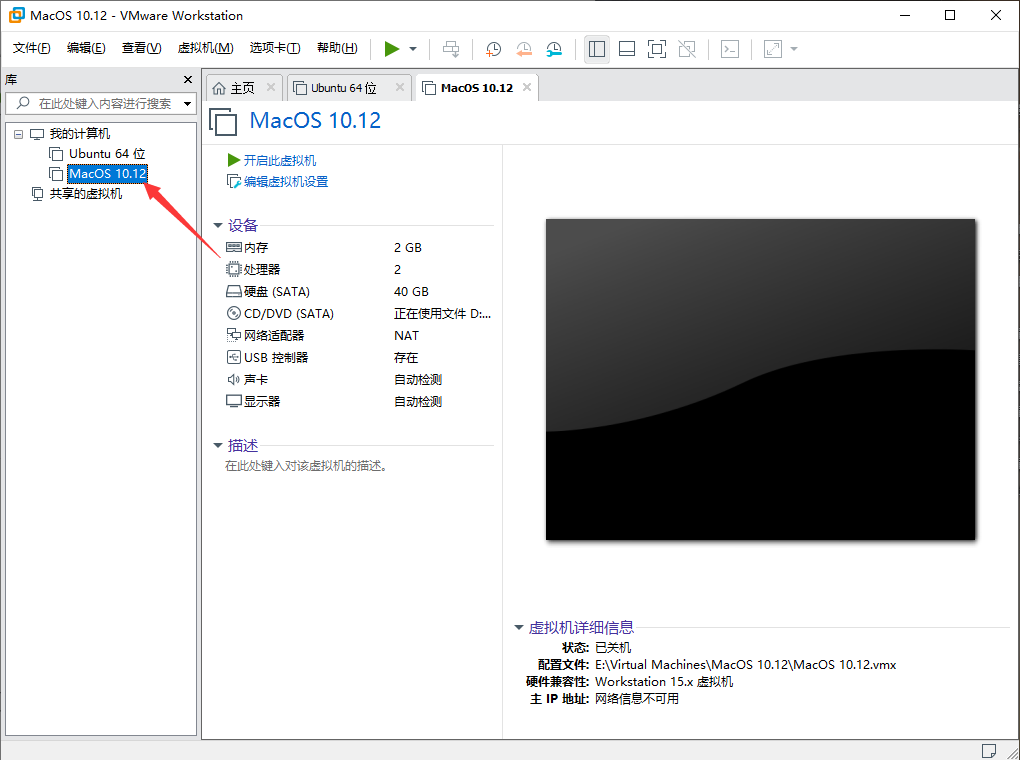 MacOS 10.12 - VMware Workstation
文件(F) 编辑(E) 查看(V) 虚拟机(M) 选项卡(T) 帮助(H)
库
在此处键入内容进行搜索
我的计算机
Ubuntu 64 位
MacOS 10.12
共享的虚拟机
主页 Ubuntu 64 位 MacOS 10.12
MacOS 10.12
开启此虚拟机
编辑虚拟机设置
设备
内存 2 GB
处理器 2
硬盘 (SATA) 40 GB
CD/DVD (SATA) 正在使用文件 D:...
网络适配器 NAT
USB 控制器 存在
声卡 自动检测
显示器 自动检测
描述
在此处键入对该虚拟机的描述。
虚拟机详细信息
状态: 已关机
配置文件: E:\Virtual Machines\MacOS 10.12\MacOS 10.12.vmx
硬件兼容性: Workstation 15.x 虚拟机
主 IP 地址: 网络信息不可用